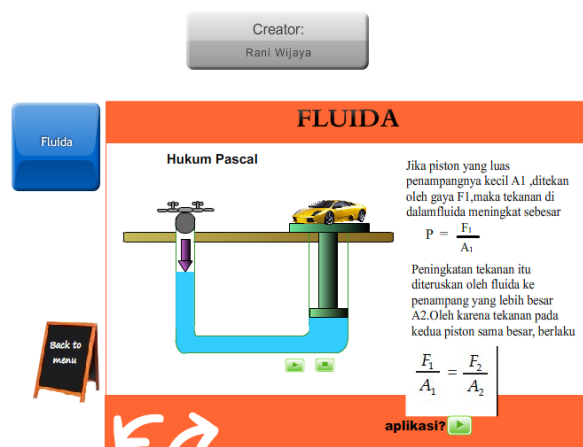 Creator:
Rani Wijaya
FLUIDA
Fluida
Hukum Pascal
Jika piston yang luas
penampangnya kecil A1 ,ditekan
oleh gaya F1,maka tekanan di
dalamfluida meningkat sebesar
P = F₁/A₁
Peningkatan tekanan itu
diteruskan oleh fluida ke
penampang yang lebih besar
A2.Oleh karena tekanan pada
kedua piston sama besar, berlaku
F₁/A₁ = F₂/A₂
Back to
menu
aplikasi?